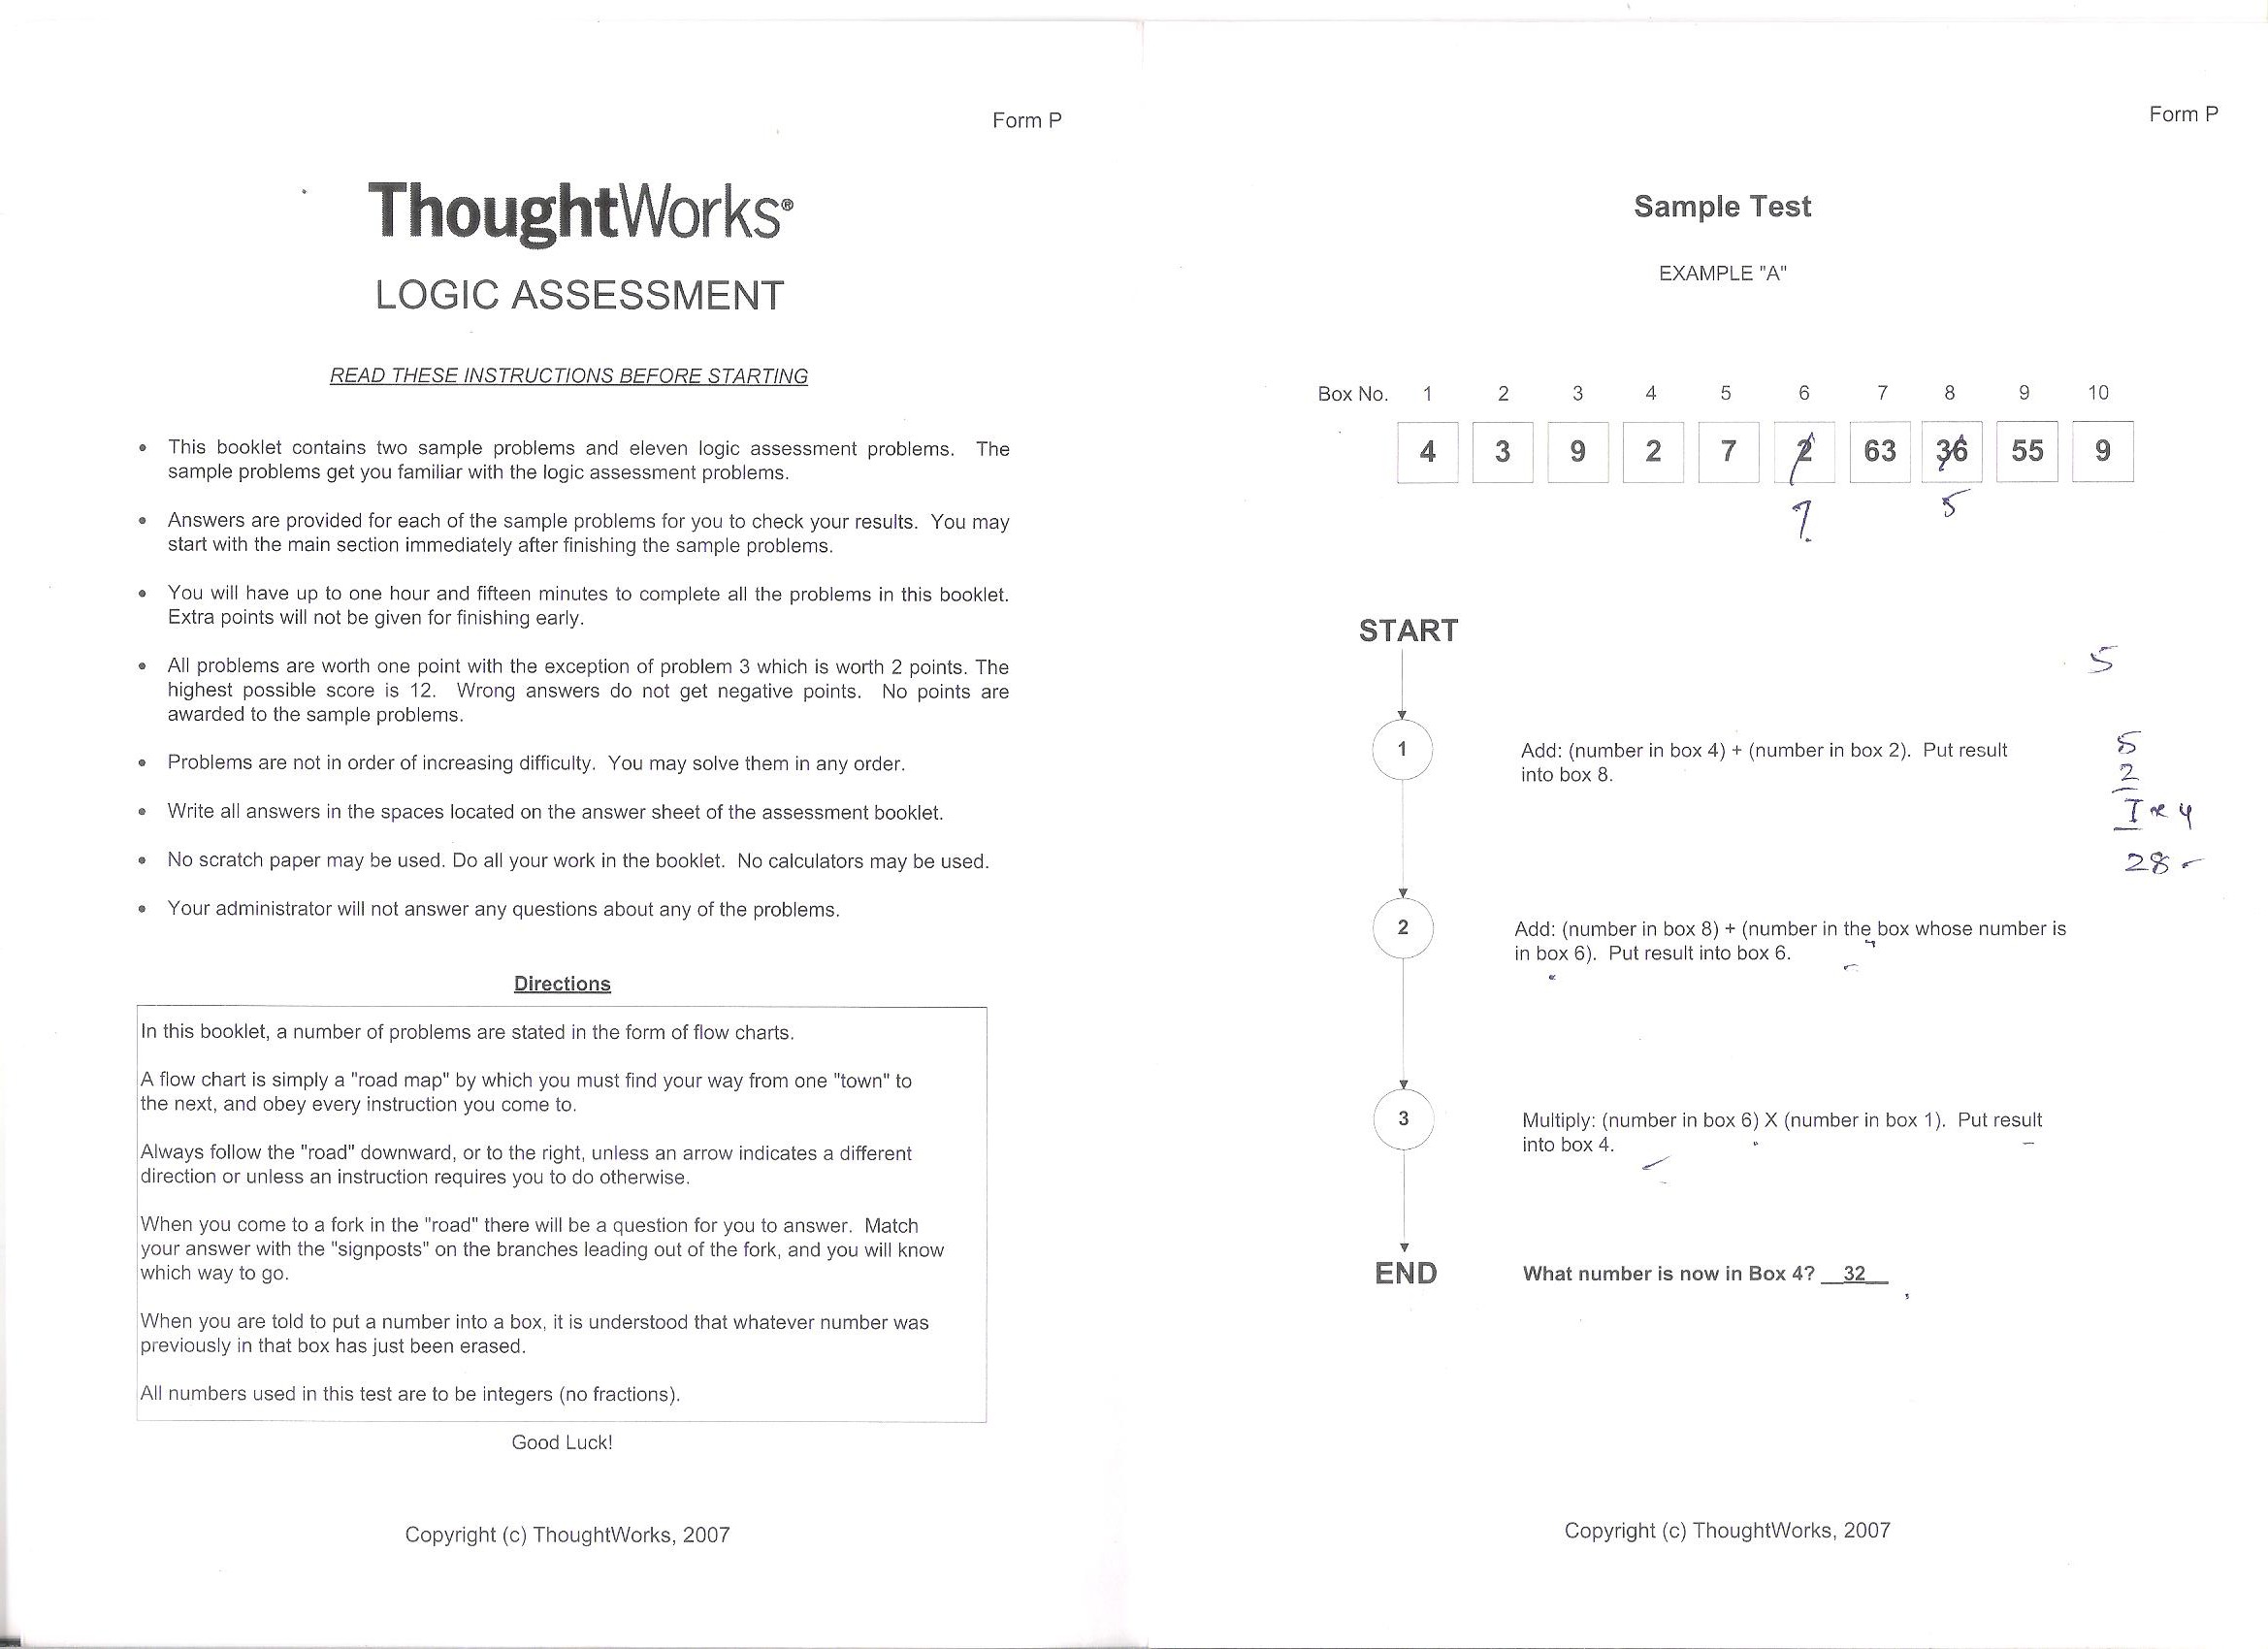 Form P
ThoughtWorks®
LOGIC ASSESSMENT
READ THESE INSTRUCTIONS BEFORE STARTING
• This booklet contains two sample problems and eleven logic assessment problems. The
sample problems get you familiar with the logic assessment problems.
• Answers are provided for each of the sample problems for you to check your results. You may
start with the main section immediately after finishing the sample problems.
• You will have up to one hour and fifteen minutes to complete all the problems in this booklet.
Extra points will not be given for finishing early.
• All problems are worth one point with the exception of problem 3 which is worth 2 points. The
highest possible score is 12. Wrong answers do not get negative points. No points are
awarded to the sample problems.
• Problems are not in order of increasing difficulty. You may solve them in any order.
• Write all answers in the spaces located on the answer sheet of the assessment booklet.
• No scratch paper may be used. Do all your work in the booklet. No calculators may be used.
• Your administrator will not answer any questions about any of the problems.
Directions
In this booklet, a number of problems are stated in the form of flow charts.
A flow chart is simply a "road map" by which you must find your way from one "town" to
the next, and obey every instruction you come to.
Always follow the "road" downward, or to the right, unless an arrow indicates a different
direction or unless an instruction requires you to do otherwise.
When you come to a fork in the "road" there will be a question for you to answer. Match
your answer with the "signposts" on the branches leading out of the fork, and you will know
which way to go.
When you are told to put a number into a box, it is understood that whatever number was
previously in that box has just been erased.
All numbers used in this test are to be integers (no fractions).
Good Luck!
Copyright (c) ThoughtWorks, 2007
Form P
Sample Test
EXAMPLE "A"
Box No. 1 2 3 4 5 6 7 8 9 10
4 3 9 2 7 2 63 36 55 9
5
START
5
1 Add: (number in box 4) + (number in box 2). Put result
into box 8.
5
2
28
2 Add: (number in box 8) + (number in the box whose number is
in box 6). Put result into box 6.
3 Multiply: (number in box 6) X (number in box 1). Put result
into box 4.
END What number is now in Box 4? __32__
Copyright (c) ThoughtWorks, 2007